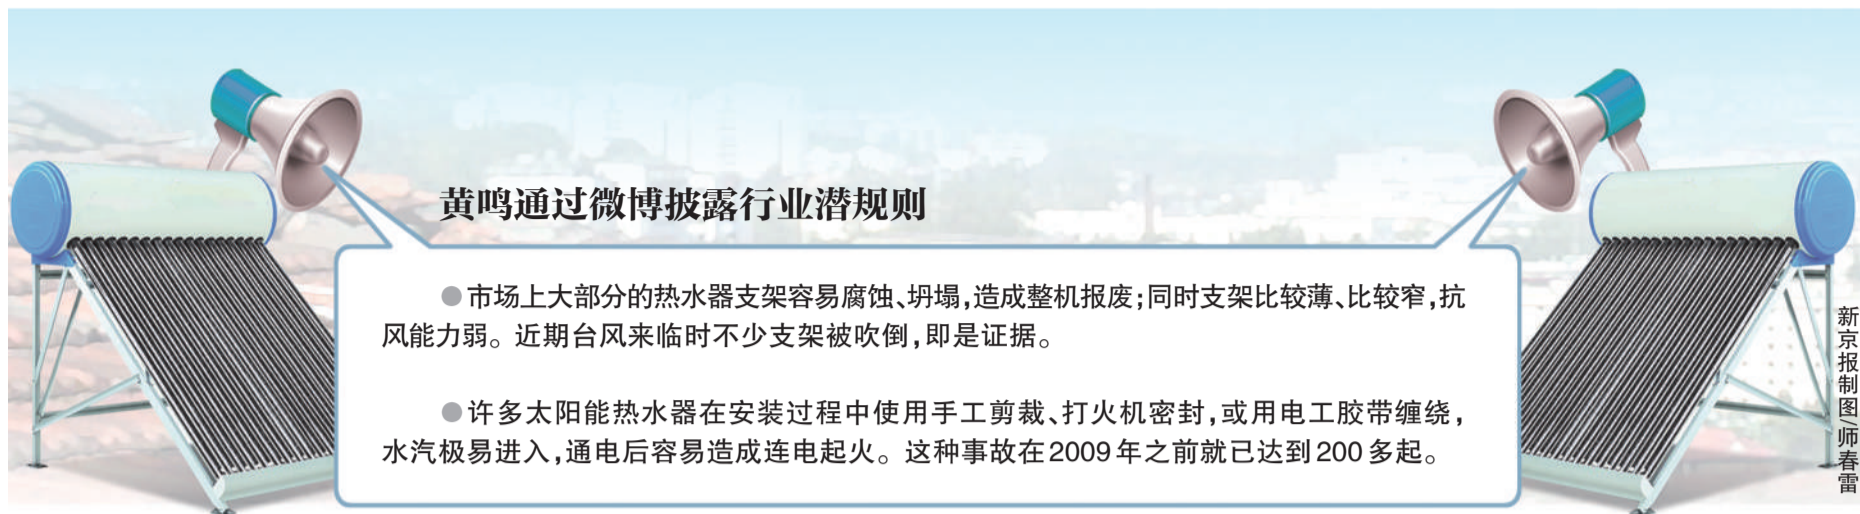 黄鸣通过微博披露行业潜规则
●市场上大部分的热水器支架容易腐蚀、坍塌,造成整机报废;同时支架比较薄、比较窄,抗
风能力弱。近期台风来临时不少支架被吹倒,即是证据。
●许多太阳能热水器在安装过程中使用手工剪裁、打火机密封,或用电工胶带缠绕,
水汽极易进入,通电后容易造成连电起火。这种事故在2009年之前就已达到200多起。
新京报制图/师春雷